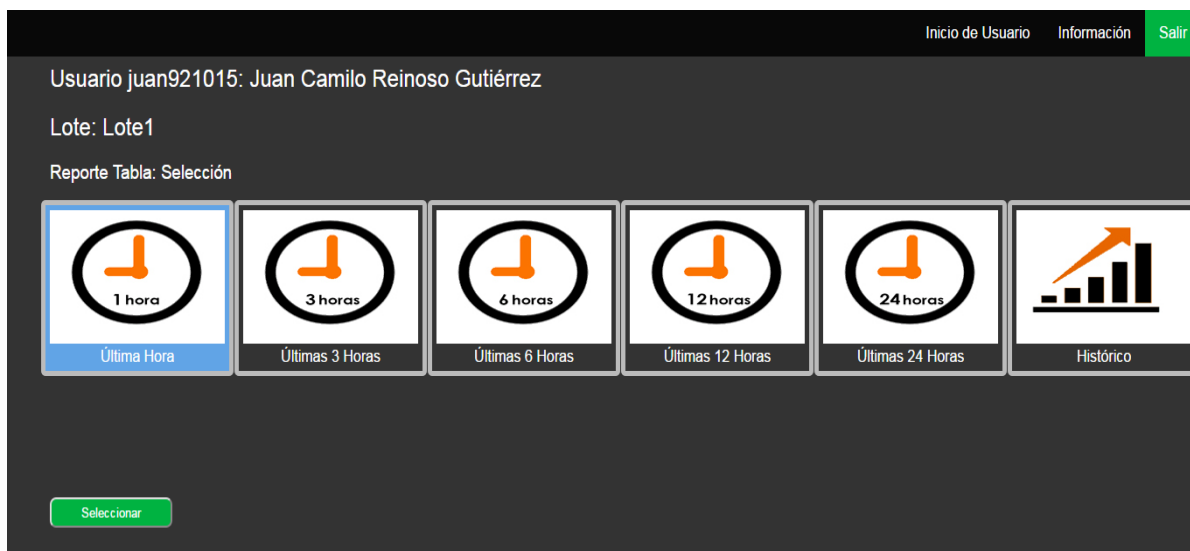 Inicio de Usuario Información Salir
Usuario juan921015: Juan Camilo Reinoso Gutiérrez
Lote: Lote1
Reporte Tabla: Selección
1 hora 3 horas 6 horas 12 horas 24 horas
Última Hora Últimas 3 Horas Últimas 6 Horas Últimas 12 Horas Últimas 24 Horas Histórico
Seleccionar